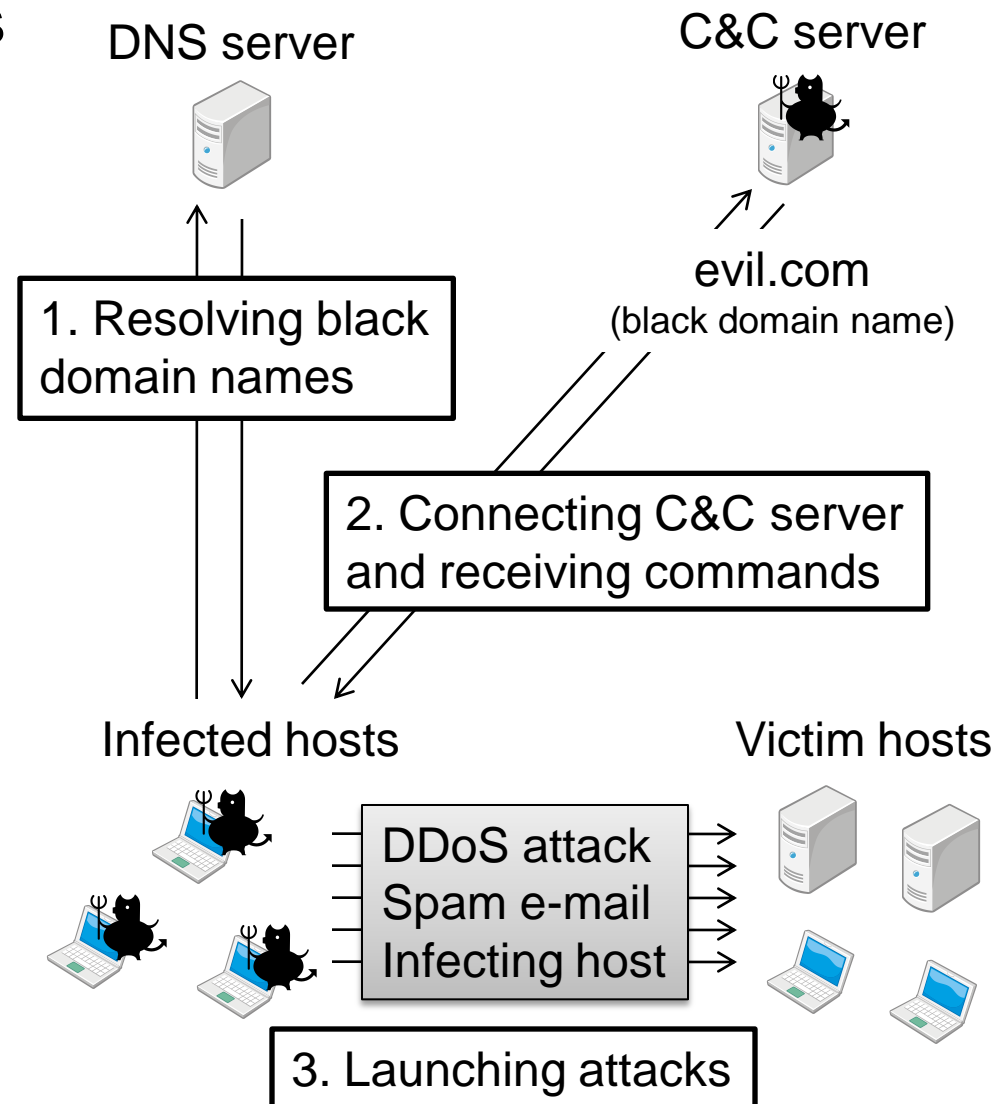 s
DNS server
C&C server
evil.com
(black domain name)
1. Resolving black
domain names
2. Connecting C&C server
and receiving commands
Infected hosts
Victim hosts
DDoS attack
Spam e-mail
Infecting host
3. Launching attacks